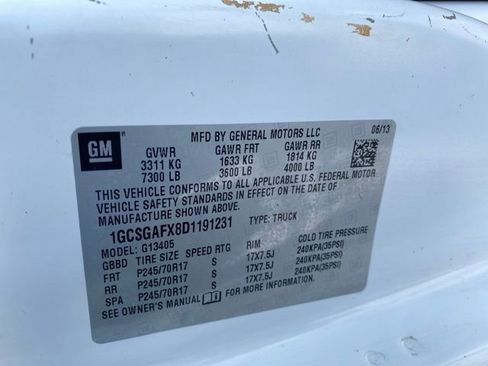 MFD BY GENERAL MOTORS LLC 06/13
GM GVWR GAWR FRT GAWR RR
3311 KG 1633 KG 1814 KG
7300 LB 3600 LB 4000 LB
THIS VEHICLE CONFORMS TO ALL APPLICABLE U.S. FEDERAL MOTOR
VEHICLE SAFETY STANDARDS IN EFFECT ON THE DATE OF
MANUFACTURE SHOWN ABOVE.
1GCSGAFX8D1191231 TYPE: TRUCK
MODEL: G13405
GBBD TIRE SIZE SPEED RTG RIM COLD TIRE PRESSURE
FRT P245/70R17 S 17X7.5J 240KPA(35PSI)
RR P245/70R17 S 17X7.5J 240KPA(35PSI)
SPA P245/70R17 S 17X7.5J 240KPA(35PSI)
SEE OWNER'S MANUAL FOR MORE INFORMATION.